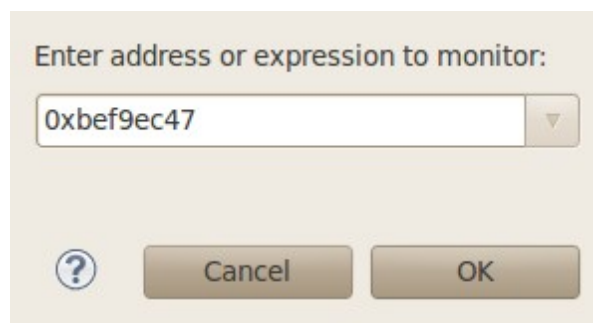 Enter address or expression to monitor:
0xbef9ec47
?
Cancel
OK